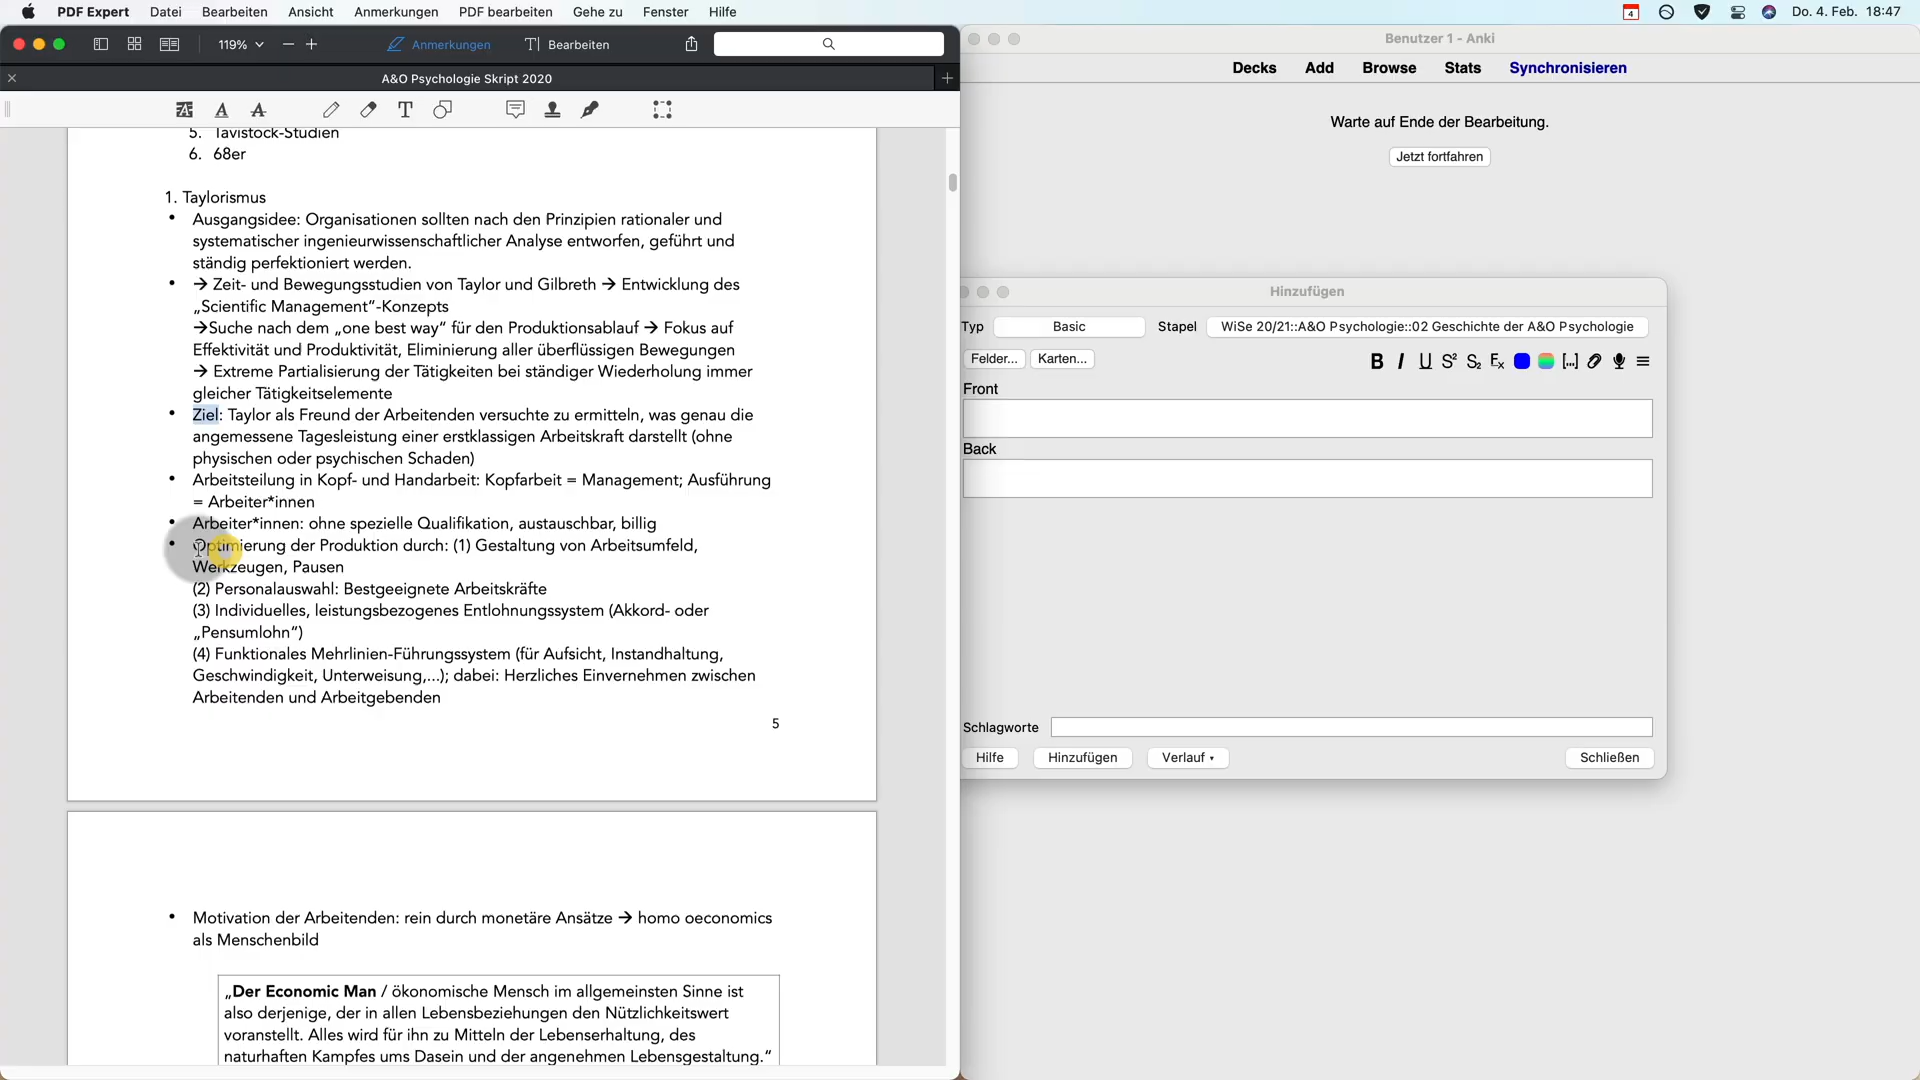 PDF Expert Datei Bearbeiten Ansicht Anmerkungen PDF bearbeiten Gehe zu Fenster Hilfe
4 Do. 4. Feb. 18:47
119% Anmerkungen T Bearbeiten
A&O Psychologie Skript 2020
5. Tavistock-Studien
6. 68er
1. Taylorismus
• Ausgangsidee: Organisationen sollten nach den Prinzipien rationaler und
systematischer ingenieurwissenschaftlicher Analyse entworfen, geführt und
ständig perfektioniert werden.
• → Zeit- und Bewegungsstudien von Taylor und Gilbreth → Entwicklung des
„Scientific Management“-Konzepts
→Suche nach dem „one best way“ für den Produktionsablauf → Fokus auf
Effektivität und Produktivität, Eliminierung aller überflüssigen Bewegungen
→ Extreme Partialisierung der Tätigkeiten bei ständiger Wiederholung immer
gleicher Tätigkeitselemente
• Ziel: Taylor als Freund der Arbeitenden versuchte zu ermitteln, was genau die
angemessene Tagesleistung einer erstklassigen Arbeitskraft darstellt (ohne
physischen oder psychischen Schaden)
• Arbeitsteilung in Kopf- und Handarbeit: Kopfarbeit = Management; Ausführung
= Arbeiter*innen
• Arbeiter*innen: ohne spezielle Qualifikation, austauschbar, billig
• Optimierung der Produktion durch: (1) Gestaltung von Arbeitsumfeld,
Werkzeugen, Pausen
(2) Personalauswahl: Bestgeeignete Arbeitskräfte
(3) Individuelles, leistungsbezogenes Entlohnungssystem (Akkord- oder
„Pensumlohn“)
(4) Funktionales Mehrlinien-Führungssystem (für Aufsicht, Instandhaltung,
Geschwindigkeit, Unterweisung,...); dabei: Herzliches Einvernehmen zwischen
Arbeitenden und Arbeitgebenden
5
• Motivation der Arbeitenden: rein durch monetäre Ansätze → homo oeconomics
als Menschenbild
„Der Economic Man / ökonomische Mensch im allgemeinsten Sinne ist
also derjenige, der in allen Lebensbeziehungen den Nützlichkeitswert
voranstellt. Alles wird für ihn zu Mitteln der Lebenserhaltung, des
naturhaften Kampfes ums Dasein und der angenehmen Lebensgestaltung.“
Benutzer 1 - Anki
Decks Add Browse Stats Synchronisieren
Warte auf Ende der Bearbeitung.
Jetzt fortfahren
Hinzufügen
Typ Basic Stapel WiSe 20/21::A&O Psychologie::02 Geschichte der A&O Psychologie
Felder... Karten...
Front
Back
Schlagworte
Hilfe Hinzufügen Verlauf Schließen